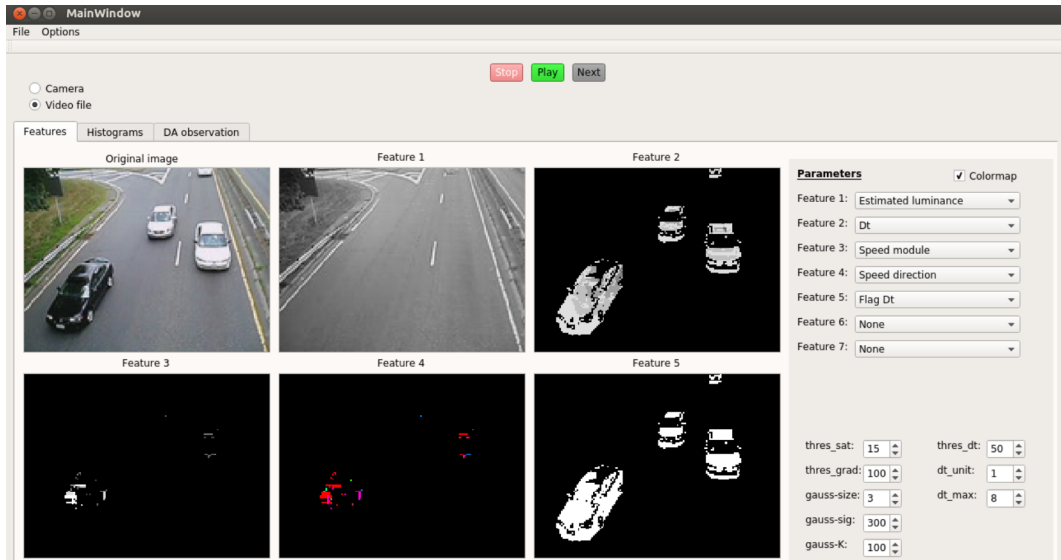 MainWindow
File Options
Stop Play Next
Camera
Video file
Features Histograms DA observation
Original image Feature 1 Feature 2
Parameters Colormap
Feature 1: Estimated luminance
Feature 2: Dt
Feature 3: Speed module
Feature 4: Speed direction
Feature 5: Flag Dt
Feature 6: None
Feature 7: None
Feature 3 Feature 4 Feature 5
thres_sat: 15 thres_dt: 50
thres_grad: 100 dt_unit: 1
gauss-size: 3 dt_max: 8
gauss-sig: 300
gauss-K: 100